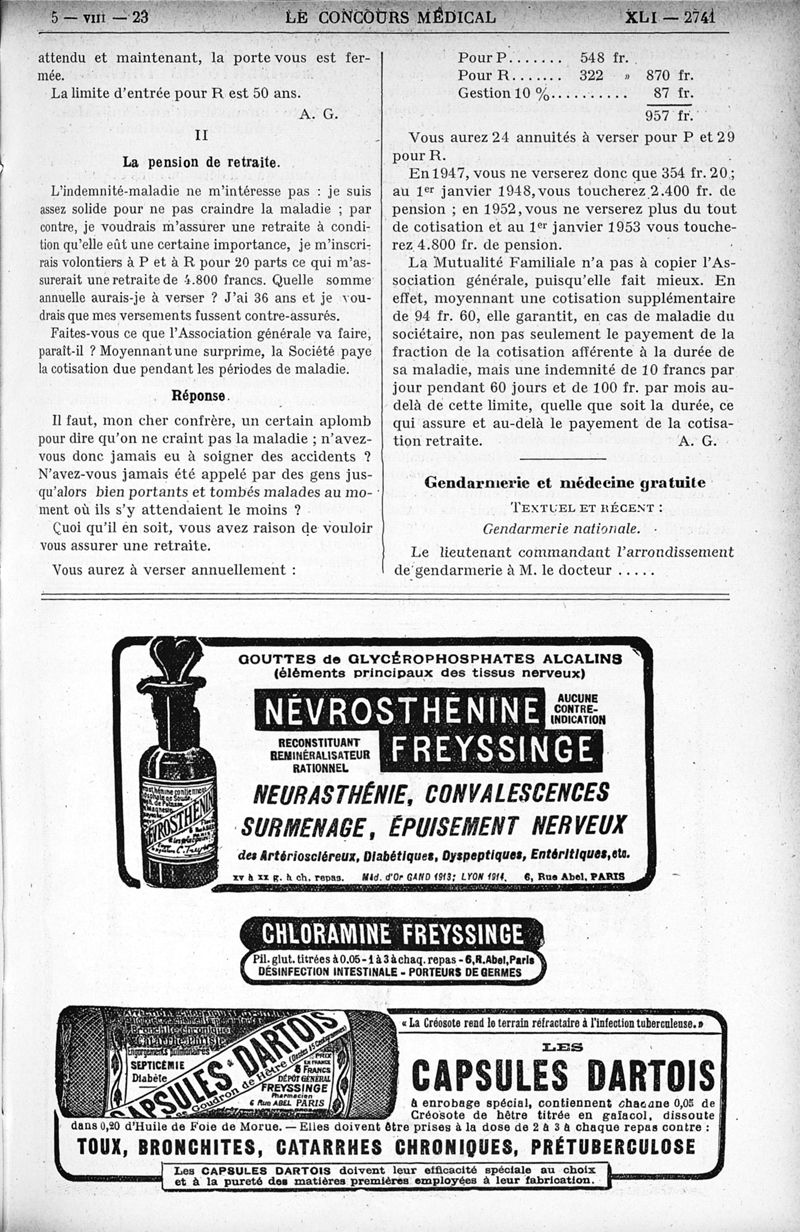 5 — VIII — 23
LE CONCOURS MÉDICAL
XLI — 2741
attendu et maintenant, la porte vous est fer-
mée.
La limite d'entrée pour R est 50 ans.
A. G.
II
La pension de retraite.
L'indemnité-maladie ne m'intéresse pas : je suis
assez solide pour ne pas craindre la maladie ; par
contre, je voudrais m'assurer une retraite à condi-
tion qu'elle eût une certaine importance, je m'inscri-
rais volontiers à P et à R pour 20 parts ce qui m'as-
surerait une retraite de 4.800 francs. Quelle somme
annuelle aurais-je à verser ? J'ai 36 ans et je vou-
drais que mes versements fussent contre-assurés.
Faites-vous ce que l'Association générale va faire,
paraît-il ? Moyennant une surprime, la Société paye
la cotisation due pendant les périodes de maladie.
Réponse.
Il faut, mon cher confrère, un certain aplomb
pour dire qu'on ne craint pas la maladie ; n'avez-
vous donc jamais eu à soigner des accidents ?
N'avez-vous jamais été appelé par des gens jus-
qu'alors bien portants et tombés malades au mo-
ment où ils s'y attendaient le moins ?
Quoi qu'il en soit, vous avez raison de vouloir
vous assurer une retraite.
Vous aurez à verser annuellement :
Pour P....... 548 fr.
Pour R....... 322 » 870 fr.
Gestion 10 %.......... 87 fr.
957 fr.
Vous aurez 24 annuités à verser pour P et 29
pour R.
En 1947, vous ne verserez donc que 354 fr. 20 ;
au 1er janvier 1948, vous toucherez 2.400 fr. de
pension ; en 1952, vous ne verserez plus du tout
de cotisation et au 1er janvier 1953 vous touche-
rez 4.800 fr. de pension.
La Mutualité Familiale n'a pas à copier l'As-
sociation générale, puisqu'elle fait mieux. En
effet, moyennant une cotisation supplémentaire
de 94 fr. 60, elle garantit, en cas de maladie du
sociétaire, non pas seulement le payement de la
fraction de la cotisation afférente à la durée de
sa maladie, mais une indemnité de 10 francs par
jour pendant 60 jours et de 100 fr. par mois au-
delà de cette limite, quelle que soit la durée, ce
qui assure et au-delà le payement de la cotisa-
tion retraite. A. G.
Gendarmerie et médecine gratuite
TEXTUEL ET RÉCENT :
Gendarmerie nationale.
Le lieutenant commandant l'arrondissement
de gendarmerie à M. le docteur .....
GOUTTES de GLYCÉROPHOSPHATES ALCALINS
(éléments principaux des tissus nerveux)
NÉVROSTHÉNINE
AUCUNE
CONTRE-
INDICATION
RECONSTITUANT
REMINÉRALISATEUR
RATIONNEL
FREYSSINGE
NEURASTHÉNIE, CONVALESCENCES
SURMENAGE, ÉPUISEMENT NERVEUX
des Artérioscléreux, Diabétiques, Dyspeptiques, Entéritiques, etc.
XV à XX g. à ch. repas. Méd. d'Or GAND 1913; LYON 1914. 6, Rue Abel, PARIS
CHLORAMINE FREYSSINGE
Pil. glut. titrées à 0.05 - 1 à 3 à chaq. repas - 6, R. Abel, Paris
DÉSINFECTION INTESTINALE - PORTEURS DE GERMES
Engorgements pulmonaires
SEPTICÉMIE
Diabète
CAPSULES DARTOIS
Goudron de Hêtre
PRIX
EN FRANCE
FRANCS
DÉPÔT GÉNÉRAL
FREYSSINGE
Pharmacien
6 Rue ABEL PARIS
« La Créosote rend le terrain réfractaire à l'infection tuberculeuse. »
LES
CAPSULES DARTOIS
à enrobage spécial, contiennent chacune 0,05 de
Créosote de hêtre titrée en gaïacol, dissoute
dans 0,20 d'Huile de Foie de Morue. — Elles doivent être prises à la dose de 2 à 3 à chaque repas contre :
TOUX, BRONCHITES, CATARRHES CHRONIQUES, PRÉTUBERCULOSE
Les CAPSULES DARTOIS doivent leur efficacité spéciale au choix
et à la pureté des matières premières employées à leur fabrication.